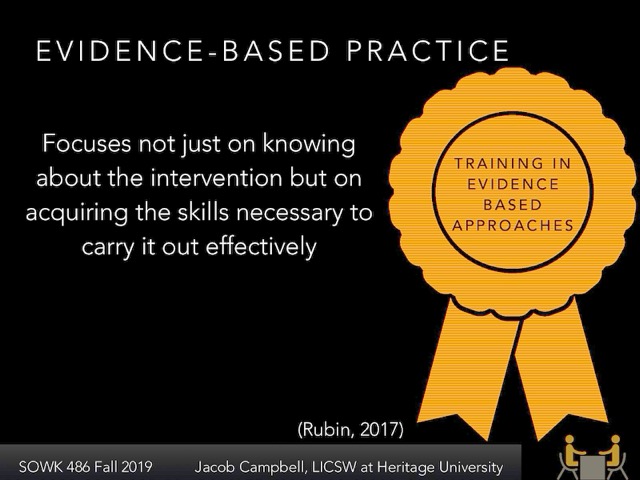 EVIDENCE-BASED PRACTICE
Focuses not just on knowing
about the intervention but on
acquiring the skills necessary to
carry it out effectively
TRAINING IN
EVIDENCE
BASED
APPROACHES
(Rubin, 2017)
SOWK 486 Fall 2019 Jacob Campbell, LICSW at Heritage University